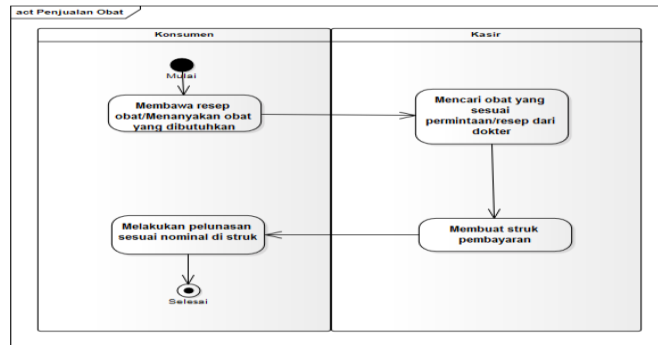 act Penjualan Obat
Konsumen
Kasir
Mulai
Membawa resep
obat/Menanyakan obat
yang dibutuhkan
Mencari obat yang
sesuai
permintaan/resep dari
dokter
Membuat struk
pembayaran
Melakukan pelunasan
sesuai nominal di struk
Selesai